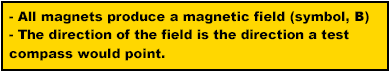 - All magnets produce a magnetic field (symbol, B)
- The direction of the field is the direction a test
compass would point.